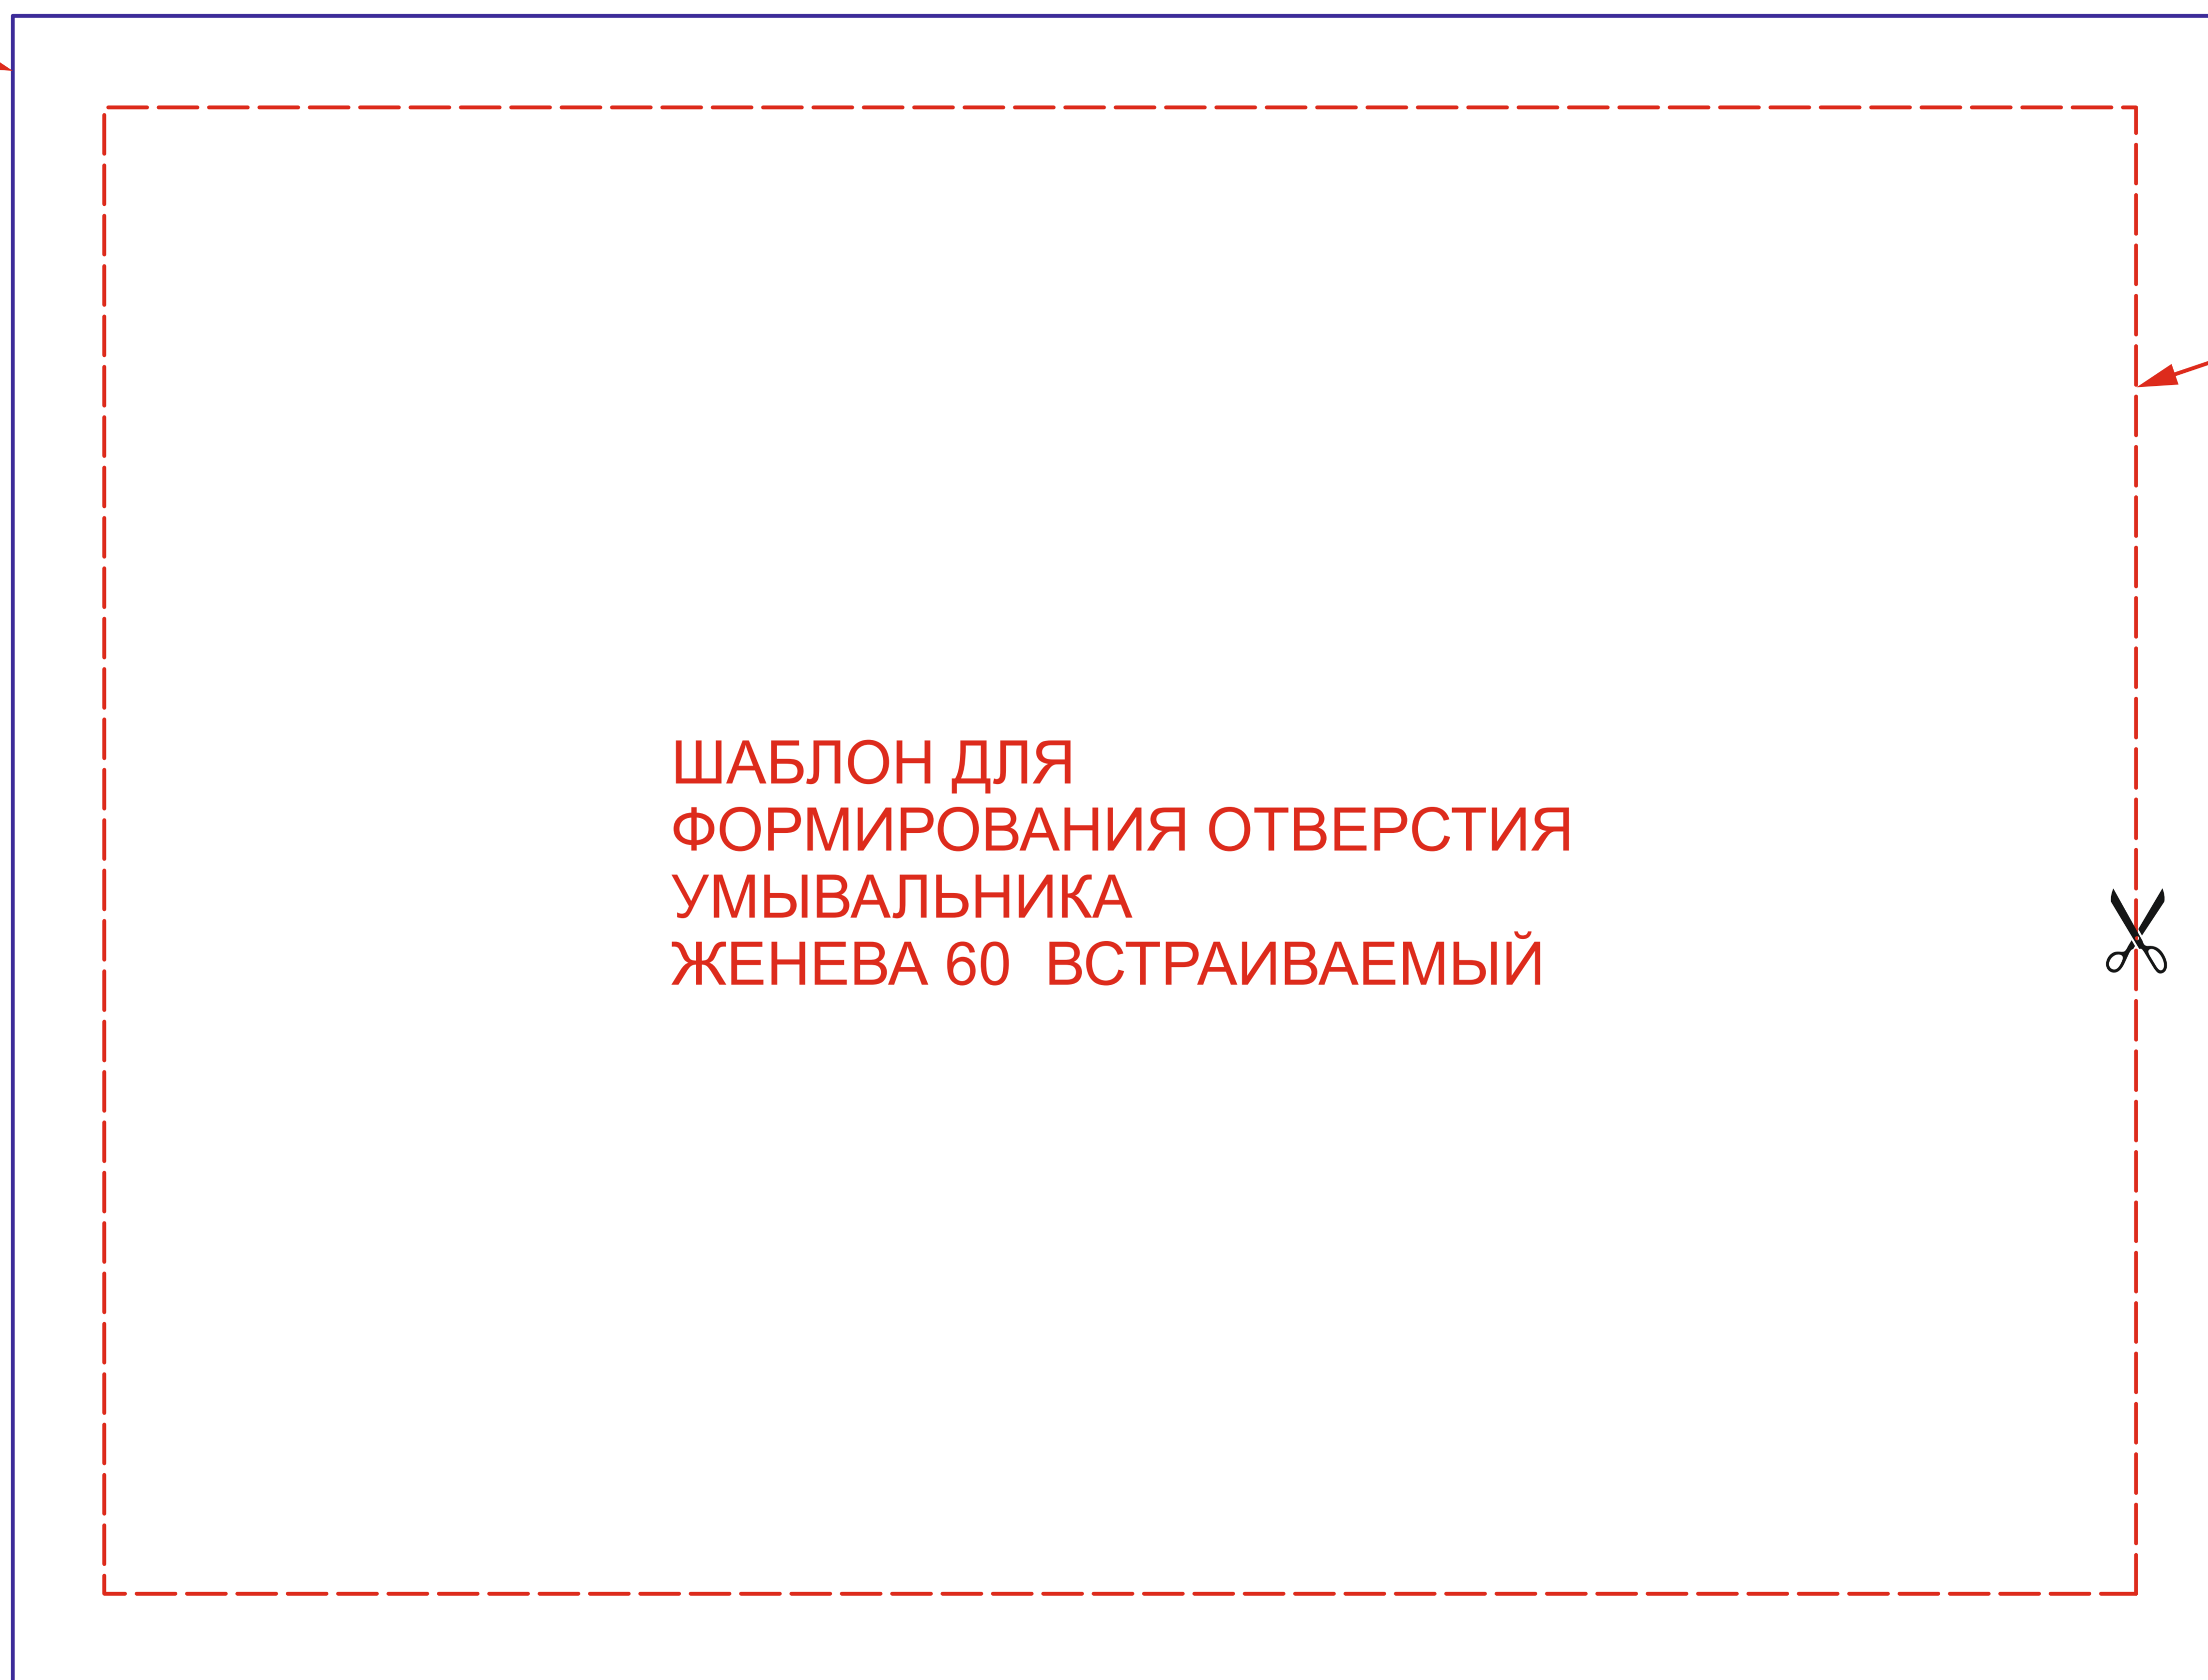 ШАБЛОН ДЛЯ
ФОРМИРОВАНИЯ ОТВЕРСТИЯ
УМЫВАЛЬНИКА
ЖЕНЕВА 60 ВСТРАИВАЕМЫЙ